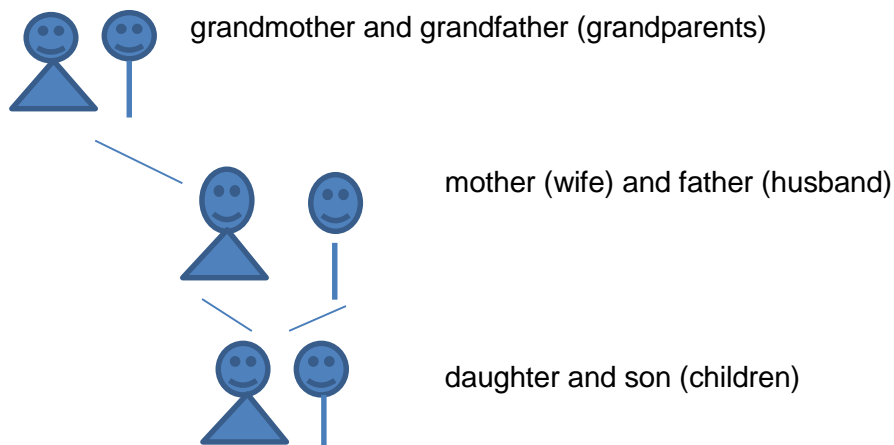 grandmother and grandfather (grandparents)
mother (wife) and father (husband)
daughter and son (children)